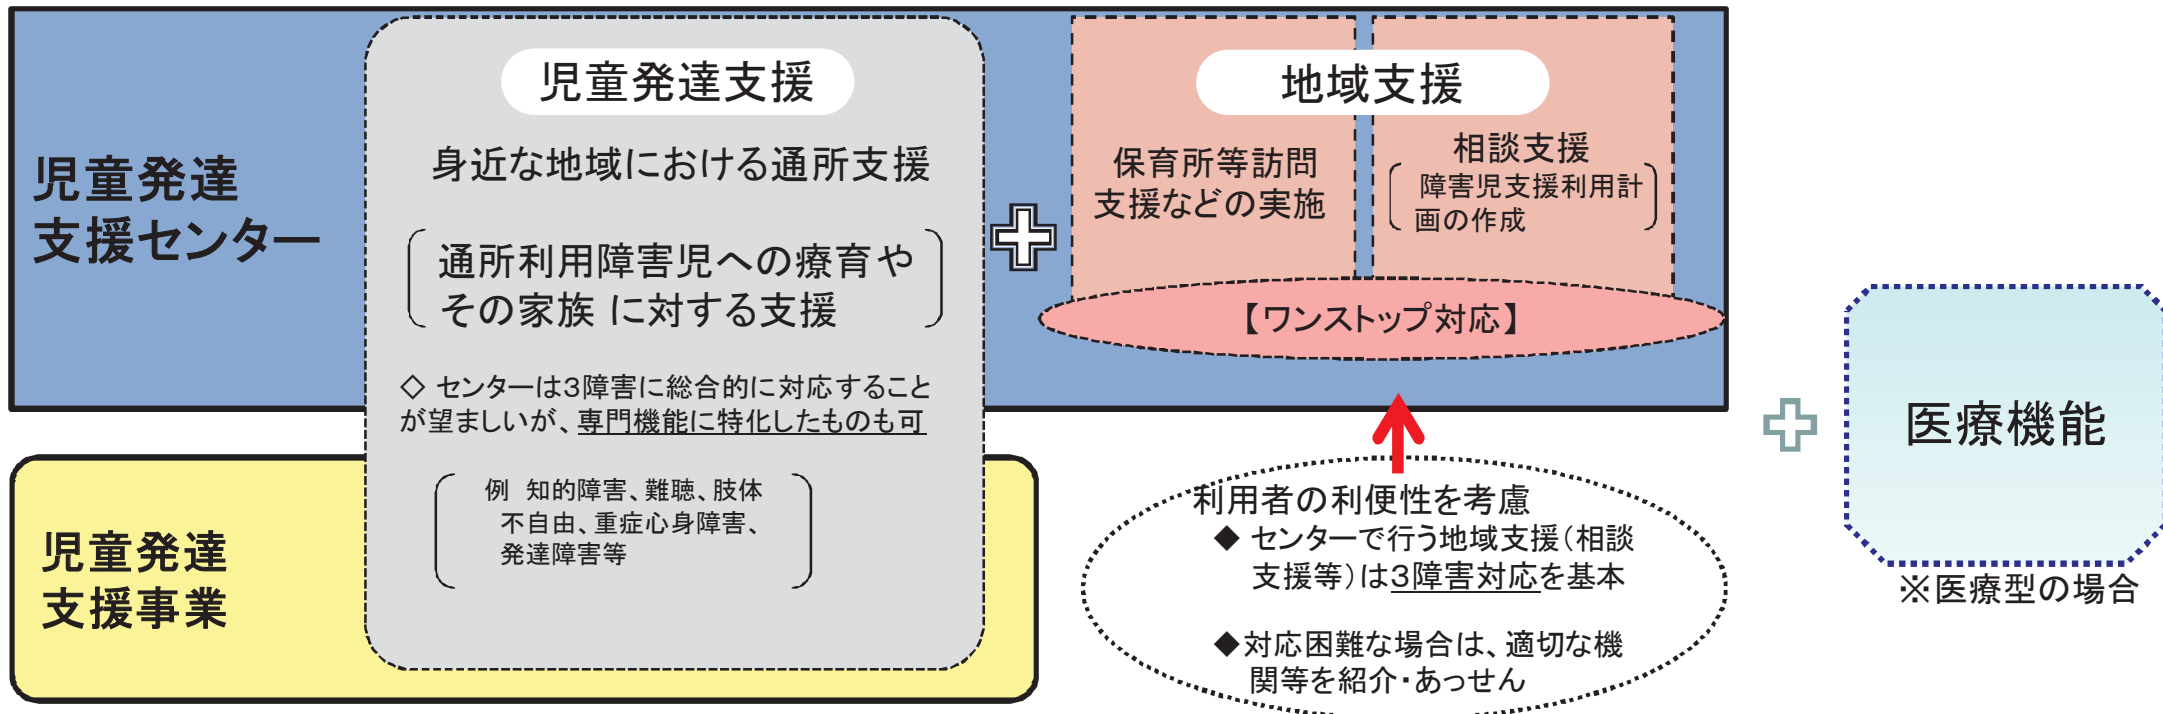 児童発達
支援センター
児童発達支援
身近な地域における通所支援
通所利用障害児への療育や
その家族 に対する支援
◇ センターは3障害に総合的に対応すること
が望ましいが、専門機能に特化したものも可
例 知的障害、難聴、肢体
不自由、重症心身障害、
発達障害等
地域支援
保育所等訪問
支援などの実施
相談支援
障害児支援利用計
画の作成
【ワンストップ対応】
児童発達
支援事業
利用者の利便性を考慮
◆ センターで行う地域支援(相談
支援等)は3障害対応を基本
◆対応困難な場合は、適切な機
関等を紹介・あっせん
医療機能
※医療型の場合